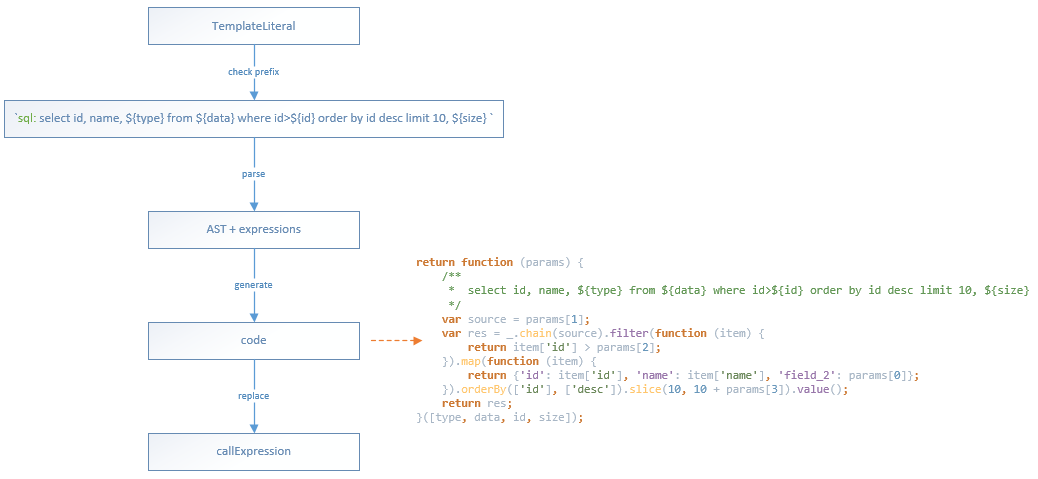 TemplateLiteral
check prefix
`sql: select id, name, ${type} from ${data} where id>${id} order by id desc limit 10, ${size} `
parse
AST + expressions
generate
code
replace
callExpression
return function (params) {
    /**
     *  select id, name, ${type} from ${data} where id>${id} order by id desc limit 10, ${size}
     */
    var source = params[1];
    var res = _.chain(source).filter(function (item) {
        return item['id'] > params[2];
    }).map(function (item) {
        return {'id': item['id'], 'name': item['name'], 'field_2': params[0]};
    }).orderBy(['id'], ['desc']).slice(10, 10 + params[3]).value();
    return res;
}([type, data, id, size]);